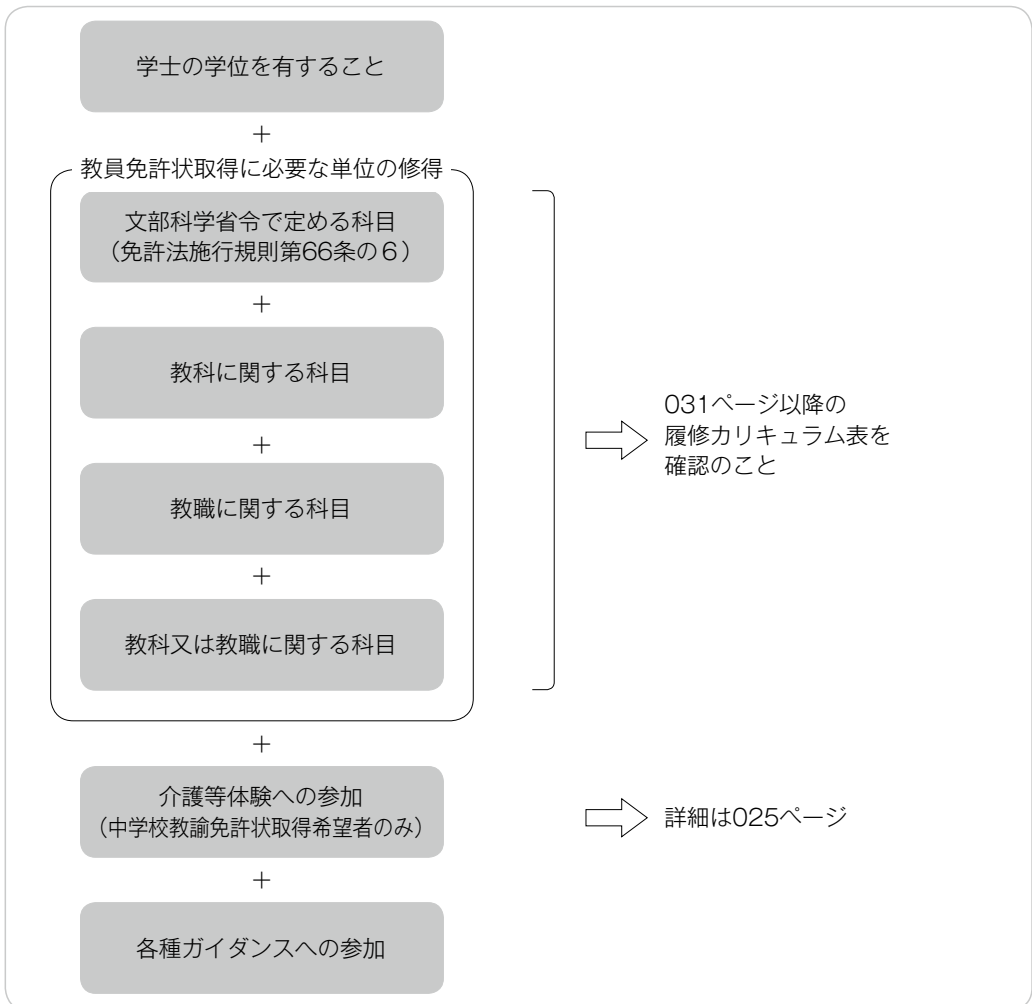 学士の学位を有すること
＋
教員免許状取得に必要な単位の修得
文部科学省令で定める科目
（免許法施行規則第66条の６）
＋
教科に関する科目
＋
教職に関する科目
＋
教科又は教職に関する科目
031ページ以降の
履修カリキュラム表を
確認のこと
＋
介護等体験への参加
（中学校教諭免許状取得希望者のみ）
詳細は025ページ
＋
各種ガイダンスへの参加